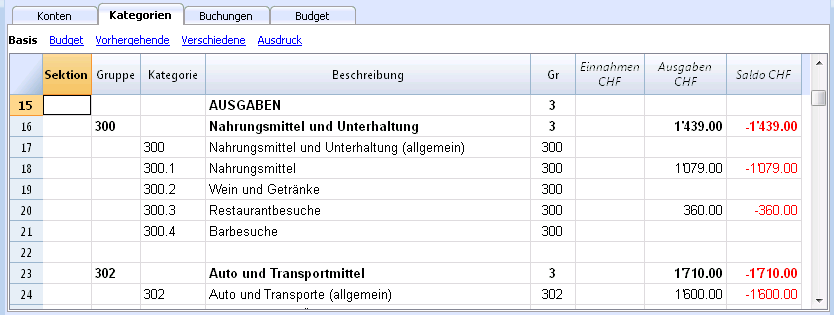 Konten Kategorien Buchungen Budget
Basis Budget Vorhergehende Verschiedene Ausdruck
Sektion Gruppe Kategorie Beschreibung Gr Einnahmen CHF Ausgaben CHF Saldo CHF
15 AUSGABEN 3
16 300 Nahrungsmittel und Unterhaltung 3 1'439.00 -1'439.00
17 300 Nahrungsmittel und Unterhaltung (allgemein) 300
18 300.1 Nahrungsmittel 300 1'079.00 -1'079.00
19 300.2 Wein und Getränke 300
20 300.3 Restaurantbesuche 300 360.00 -360.00
21 300.4 Barbesuche 300
22
23 302 Auto und Transportmittel 3 1'710.00 -1'710.00
24 302 Auto und Transporte (allgemein) 302 1'600.00 -1'600.00